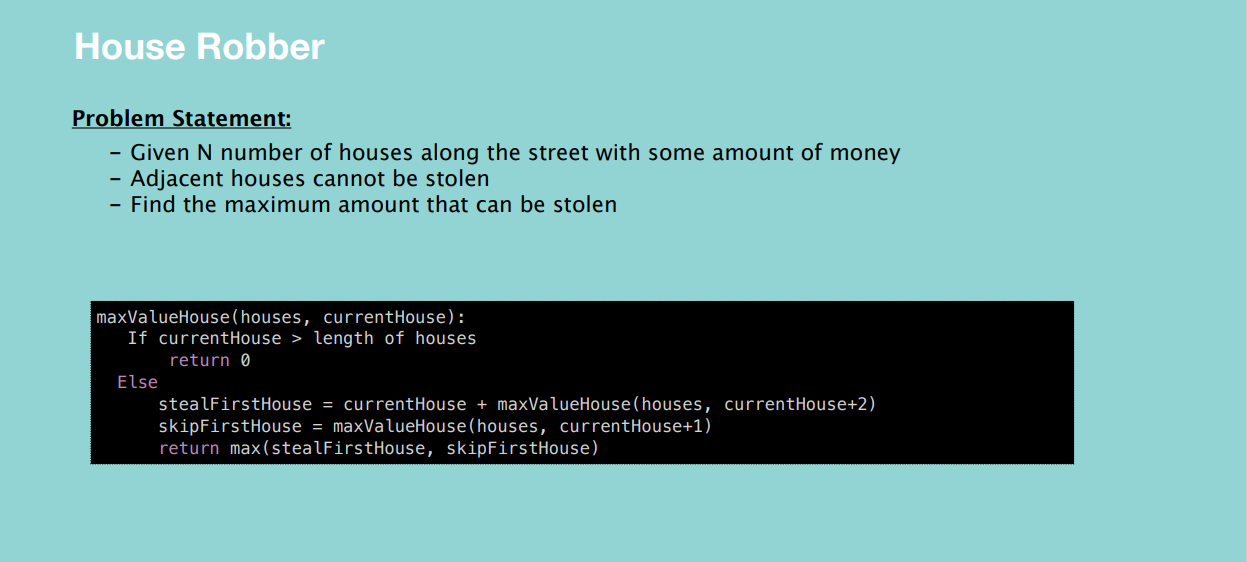 House Robber
Problem Statement:
- Given N number of houses along the street with some amount of money
- Adjacent houses cannot be stolen
- Find the maximum amount that can be stolen
maxValueHouse(houses, currentHouse):
   If currentHouse > length of houses
       return 0
  Else
      stealFirstHouse = currentHouse + maxValueHouse(houses, currentHouse+2)
      skipFirstHouse = maxValueHouse(houses, currentHouse+1)
      return max(stealFirstHouse, skipFirstHouse)